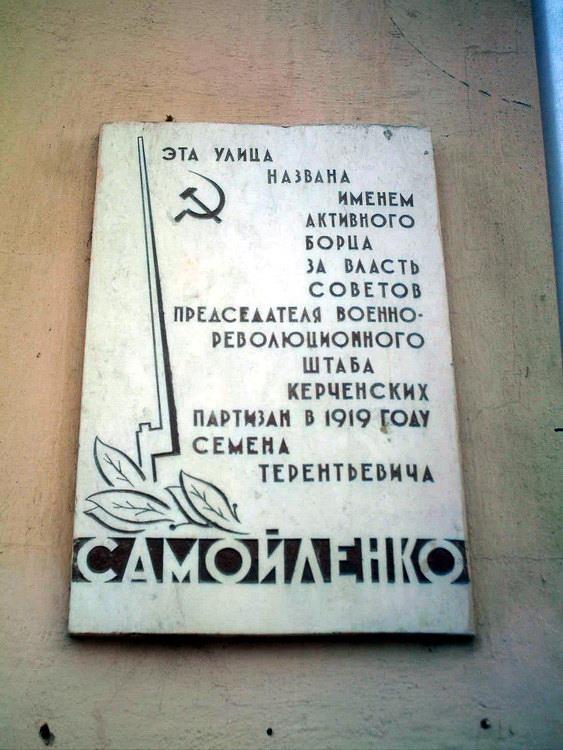 ЭТА УЛИЦА
НАЗВАНА
ИМЕНЕМ
АКТИВНОГО
БОРЦА
ЗА ВЛАСТЬ
СОВЕТОВ
ПРЕДСЕДАТЕЛЯ ВОЕННО-
РЕВОЛЮЦИОННОГО
ШТАБА
КЕРЧЕНСКИХ
ПАРТИЗАН В 1919 ГОДУ
СЕМЕНА
ТЕРЕНТЬЕВИЧА
САМОЙЛЕНКО